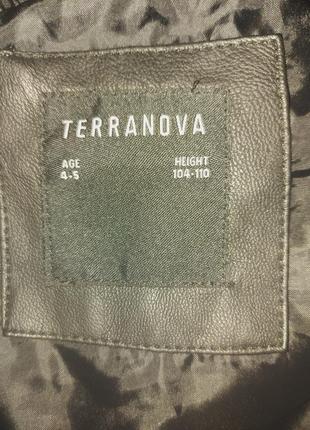 TERRANOVA
AGE HEIGHT
4-5 104-110